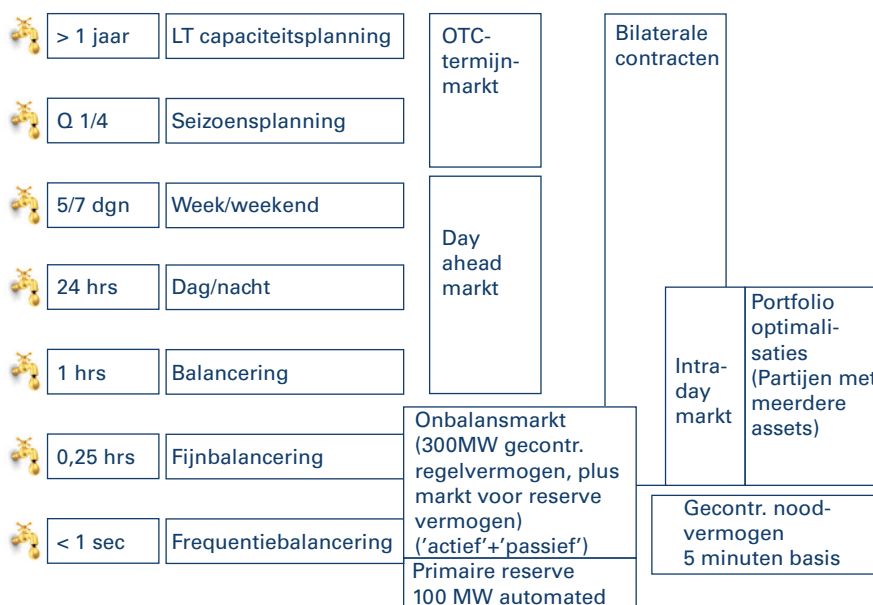 > 1 jaar
LT capaciteitsplanning
Q 1/4
Seizoensplanning
5/7 dgn
Week/weekend
24 hrs
Dag/nacht
1 hrs
Balancering
0,25 hrs
Fijnbalancering
< 1 sec
Frequentiebalancering
OTC-
termijn-
markt
Day
ahead
markt
Bilaterale
contracten
Intra-
day
markt
Portfolio
optimali-
saties
(Partijen met
meerdere
assets)
Onbalansmarkt
(300MW gecontr.
regelvermogen, plus
markt voor reserve
vermogen)
('actief'+'passief')
Primaire reserve
100 MW automated
Gecontr. nood-
vermogen
5 minuten basis